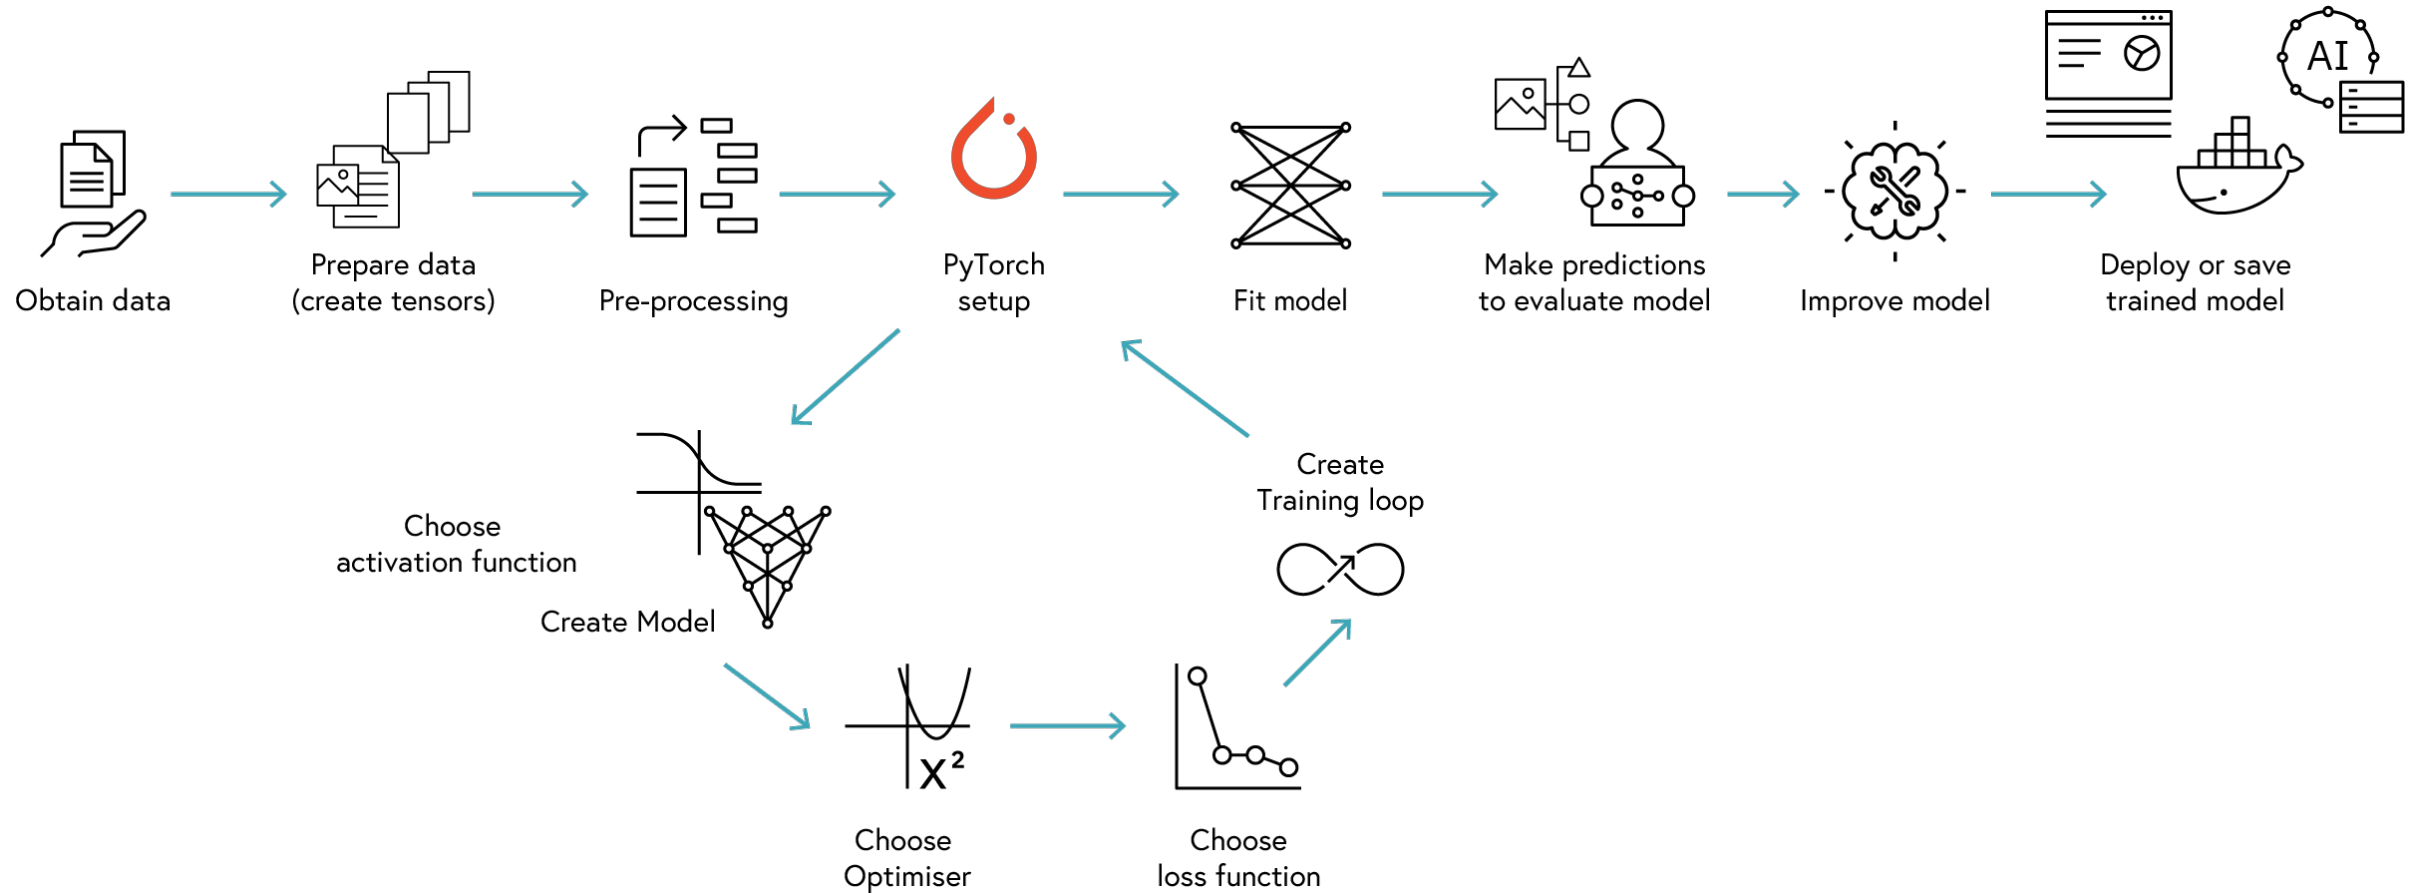 Obtain data
Prepare data
(create tensors)
Pre-processing
PyTorch
setup
Fit model
Make predictions
to evaluate model
Improve model
AI
Deploy or save
trained model
Choose
activation function
Create Model
X²
Choose
Optimiser
Choose
loss function
Create
Training loop